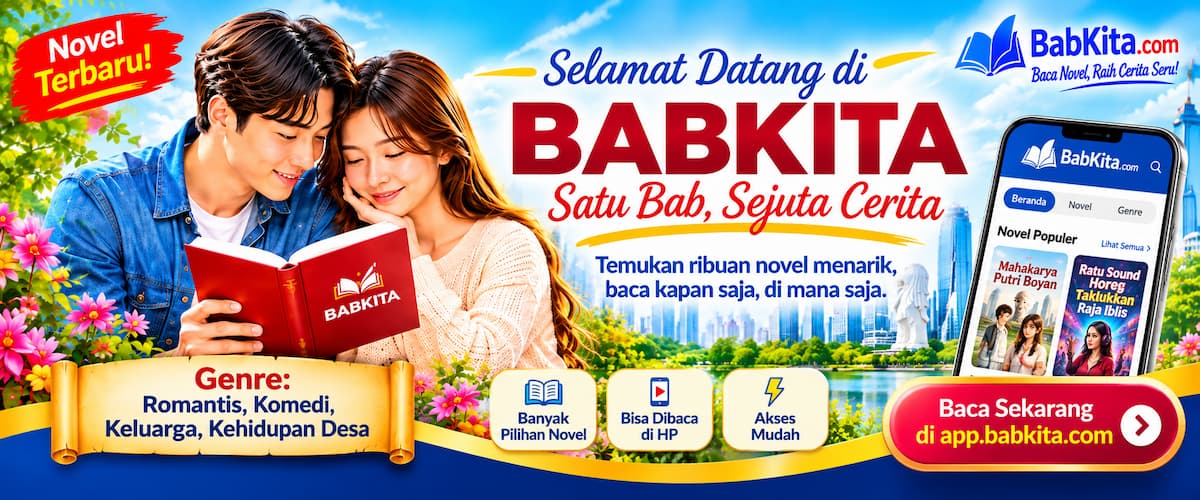 Novel
Terbaru!
Selamat Datang di
BABKITA
Satu Bab, Sejuta Cerita
Temukan ribuan novel menarik,
baca kapan saja, di mana saja.
BabKita.com
Baca Novel, Raih Cerita Seru!
BABKITA
Genre:
Romantis, Komedi,
Keluarga, Kehidupan Desa
Banyak
Pilihan Novel
Bisa Dibaca
di HP
Akses
Mudah
BabKita.com
Beranda
Novel
Genre
Novel Populer
Lihat Semua >
Mahakarya
Putri Boyan
Ratu Sound
Horeg
Taklukkan
Raja Iblis
Baca Sekarang
di app.babkita.com